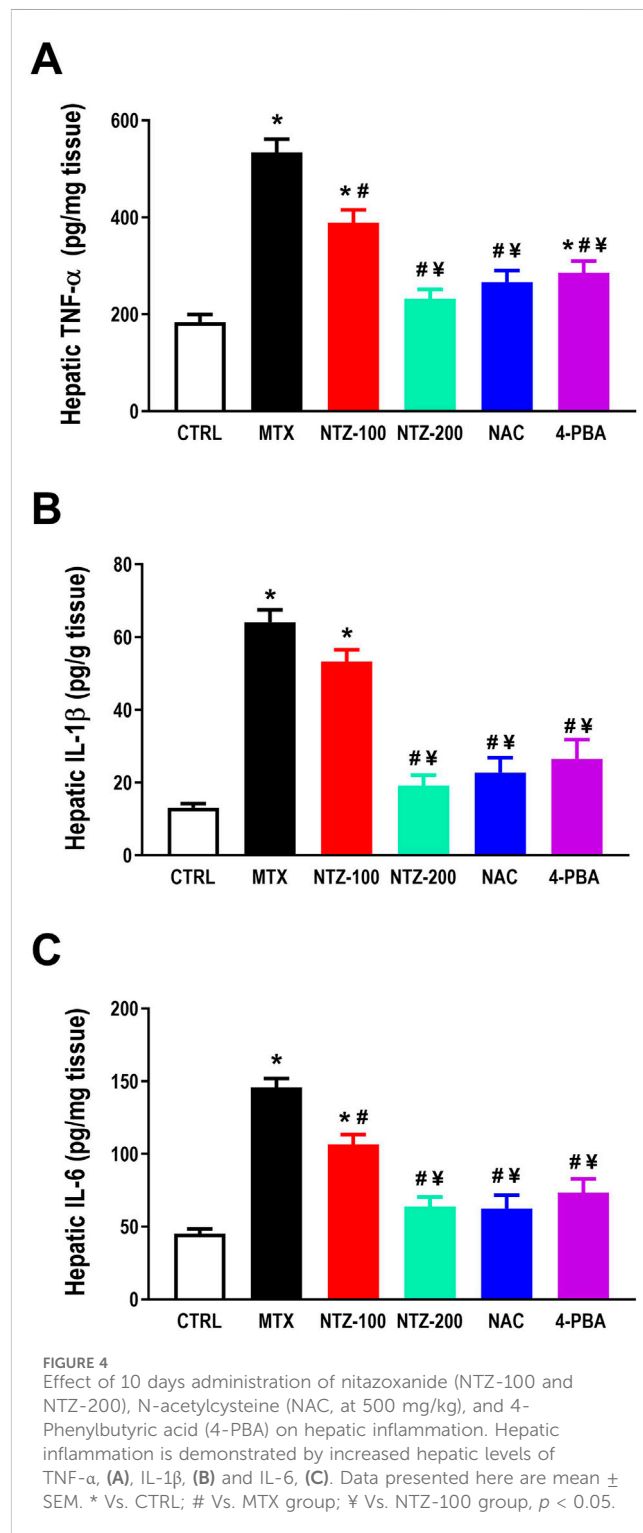 A
Hepatic TNF-α (pg/mg tissue)
600
400
200
0
*
* #
# ¥
# ¥
* # ¥
CTRL MTX NTZ-100 NTZ-200 NAC 4-PBA
B
Hepatic IL-1β (pg/g tissue)
80
60
40
20
0
*
*
# ¥
# ¥
# ¥
CTRL MTX NTZ-100 NTZ-200 NAC 4-PBA
C
Hepatic IL-6 (pg/mg tissue)
200
150
100
50
0
*
* #
# ¥
# ¥
# ¥
CTRL MTX NTZ-100 NTZ-200 NAC 4-PBA
FIGURE 4
Effect of 10 days administration of nitazoxanide (NTZ-100 and
NTZ-200), N-acetylcysteine (NAC, at 500 mg/kg), and 4-
Phenylbutyric acid (4-PBA) on hepatic inflammation. Hepatic
inflammation is demonstrated by increased hepatic levels of
TNF-α, (A), IL-1β, (B) and IL-6, (C). Data presented here are mean ±
SEM. * Vs. CTRL; # Vs. MTX group; ¥ Vs. NTZ-100 group, p < 0.05.